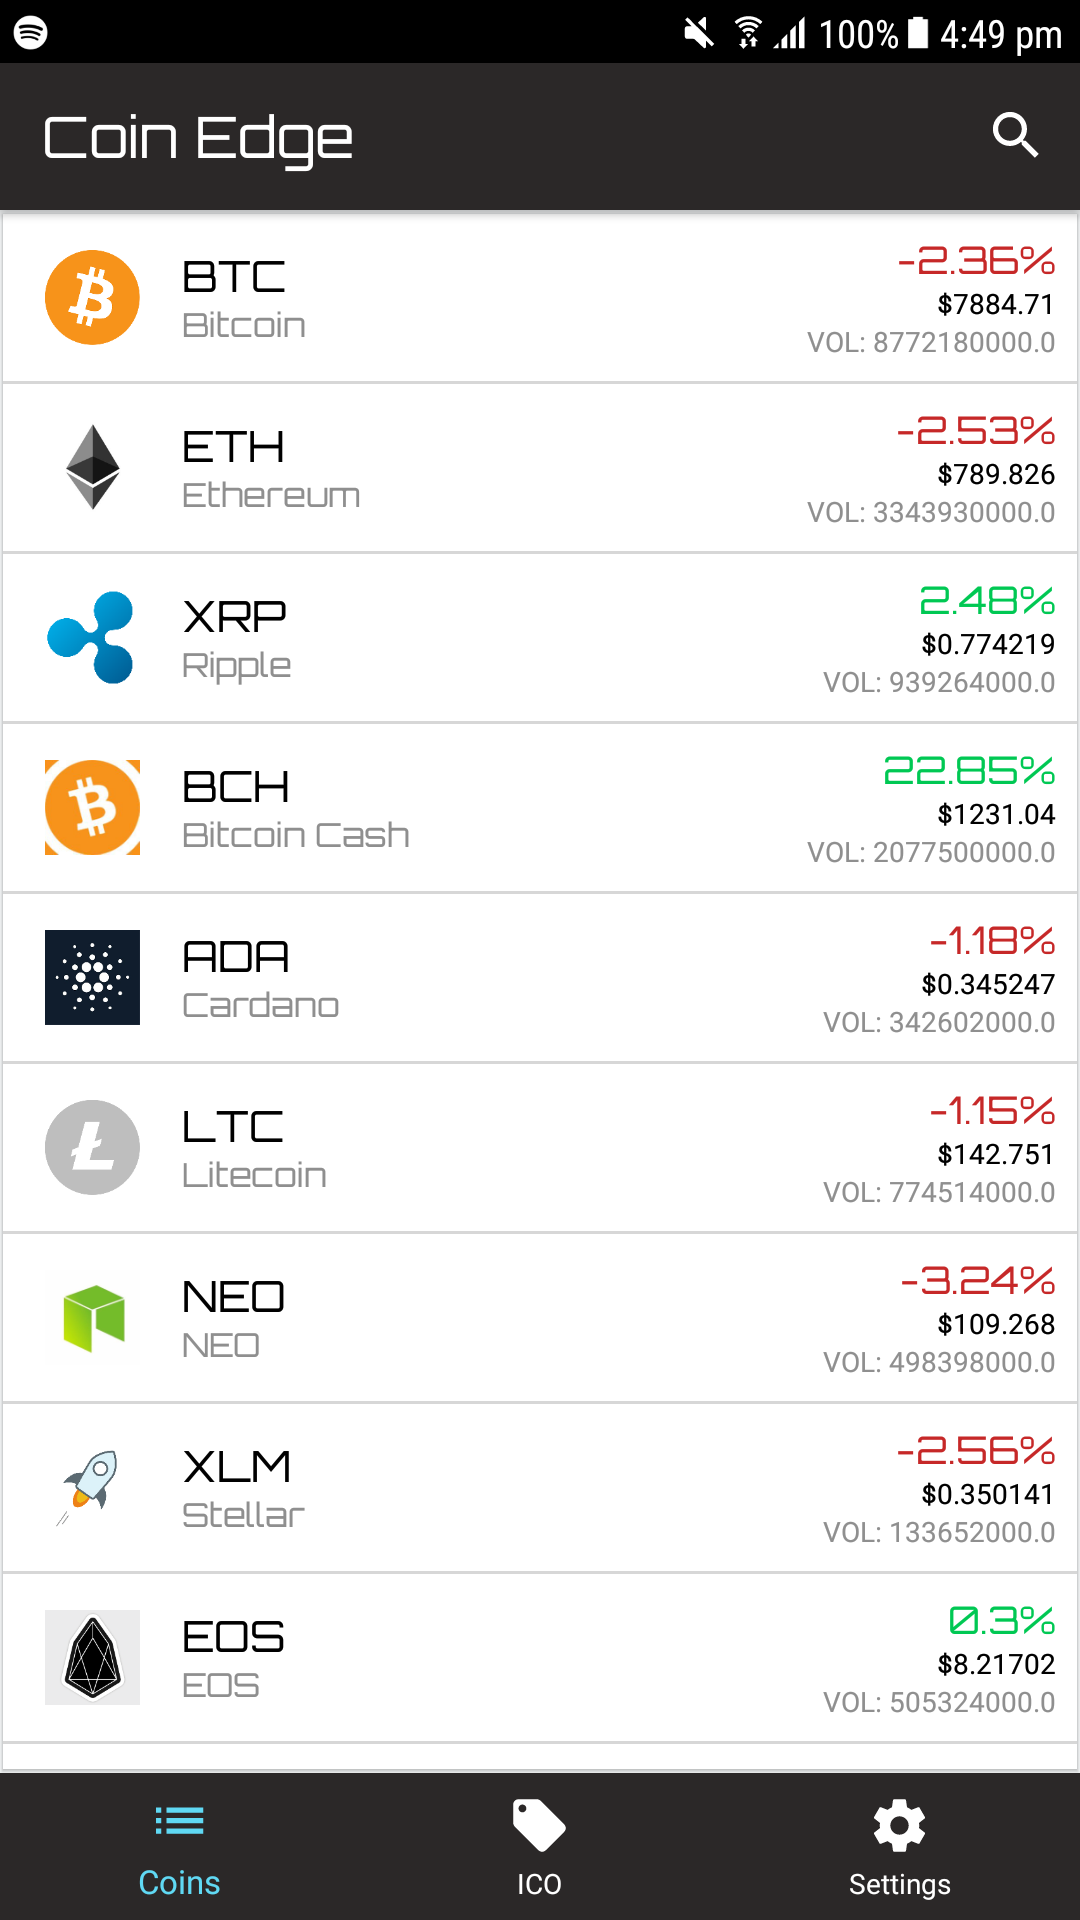 100% 4:49 pm
Coin Edge
BTC
Bitcoin
-2.36%
$7884.71
VOL: 8772180000.0
ETH
Ethereum
-2.53%
$789.826
VOL: 3343930000.0
XRP
Ripple
2.48%
$0.774219
VOL: 939264000.0
BCH
Bitcoin Cash
22.85%
$1231.04
VOL: 2077500000.0
ADA
Cardano
-1.18%
$0.345247
VOL: 342602000.0
LTC
Litecoin
-1.15%
$142.751
VOL: 774514000.0
NEO
NEO
-3.24%
$109.268
VOL: 498398000.0
XLM
Stellar
-2.56%
$0.350141
VOL: 133652000.0
EOS
EOS
0.3%
$8.21702
VOL: 505324000.0
Coins
ICO
Settings